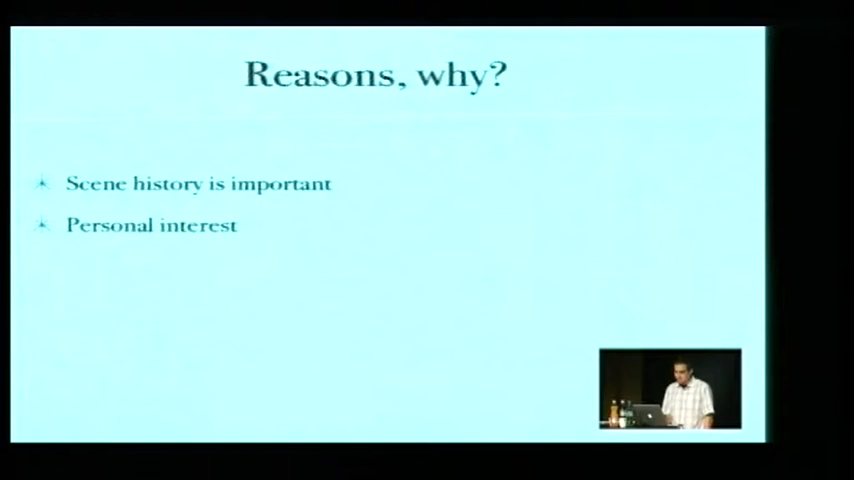 Reasons, why?
Scene history is important
Personal interest